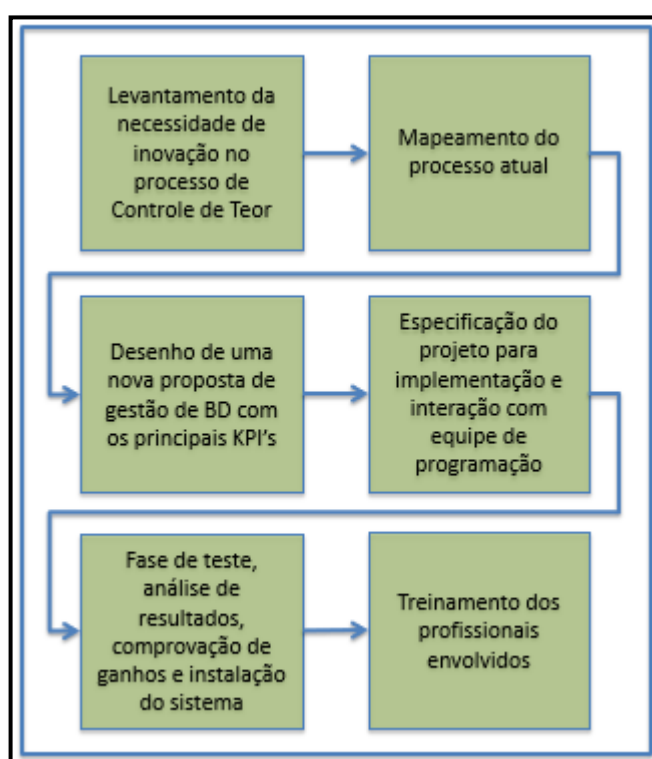 Levantamento da
necessidade de
inovação no
processo de
Controle de Teor
Mapeamento do
processo atual
Desenho de uma
nova proposta de
gestão de BD com
os principais KPI's
Especificação do
projeto para
implementação e
interação com
equipe de
programação
Fase de teste,
análise de
resultados,
comprovação de
ganhos e instalação
do sistema
Treinamento dos
profissionais
envolvidos